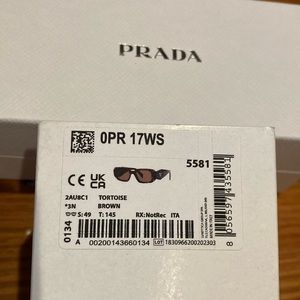 PRADA
0PR 17WS
5581
CE UK CA
2AU8C1 TORTOISE
*3N BROWN
S: 49 T: 145 RX:NotRec ITA
0134
A 00200143660134 LOT 1830966200202303
8 056597 435581